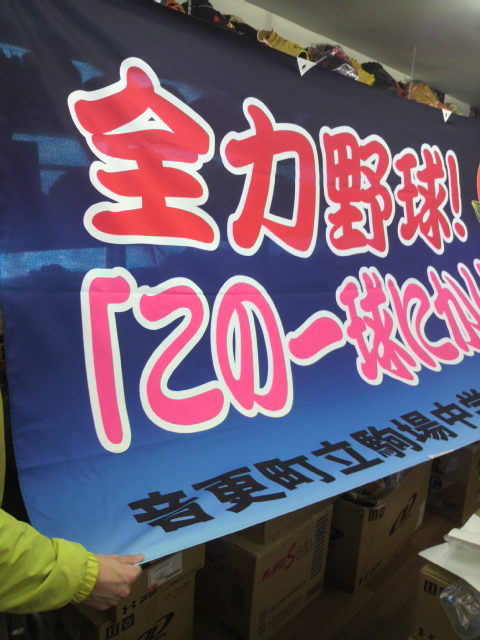 全力野球!
「この一球にか
音更町立駒場中学